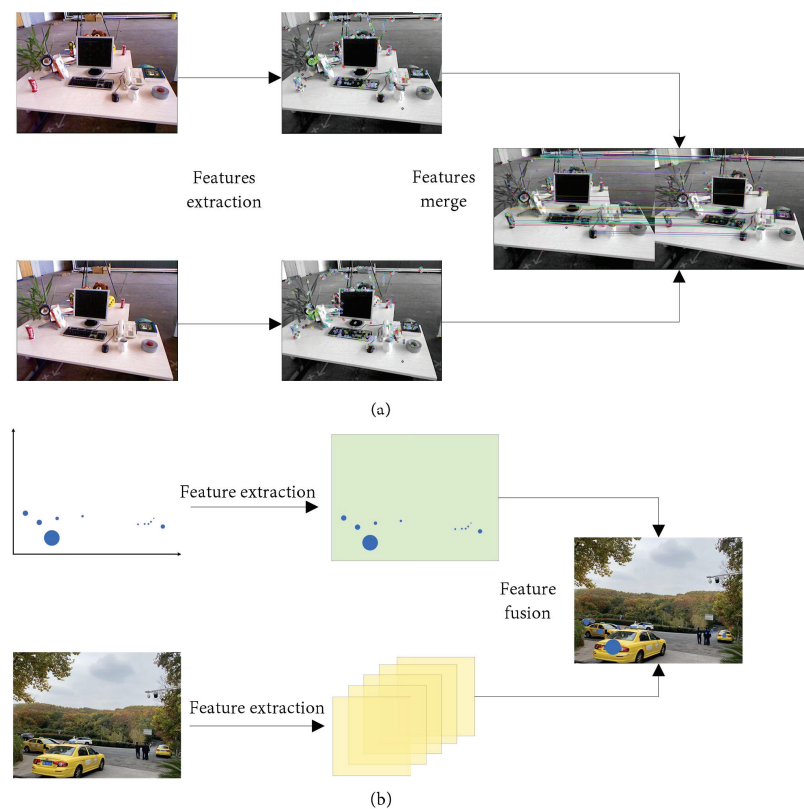 Features
extraction
Features
merge
(a)
Feature extraction
Feature
fusion
Feature extraction
(b)